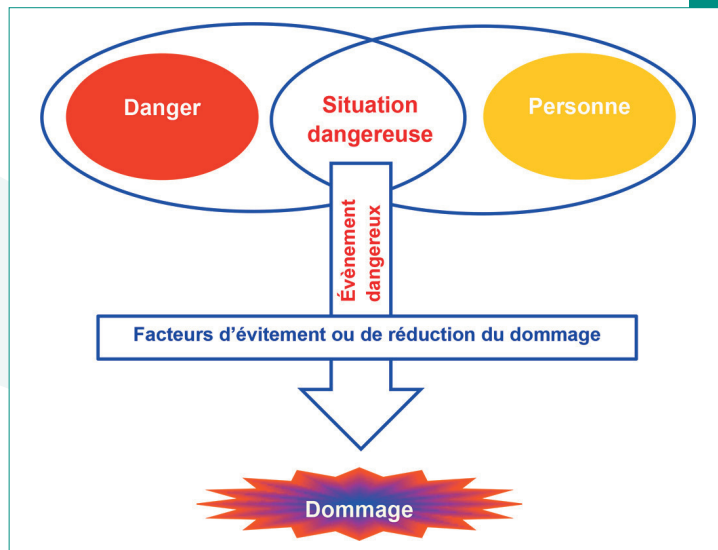 Danger
Situation
dangereuse
Personne
Évènement
dangereux
Facteurs d'évitement ou de réduction du dommage
Dommage